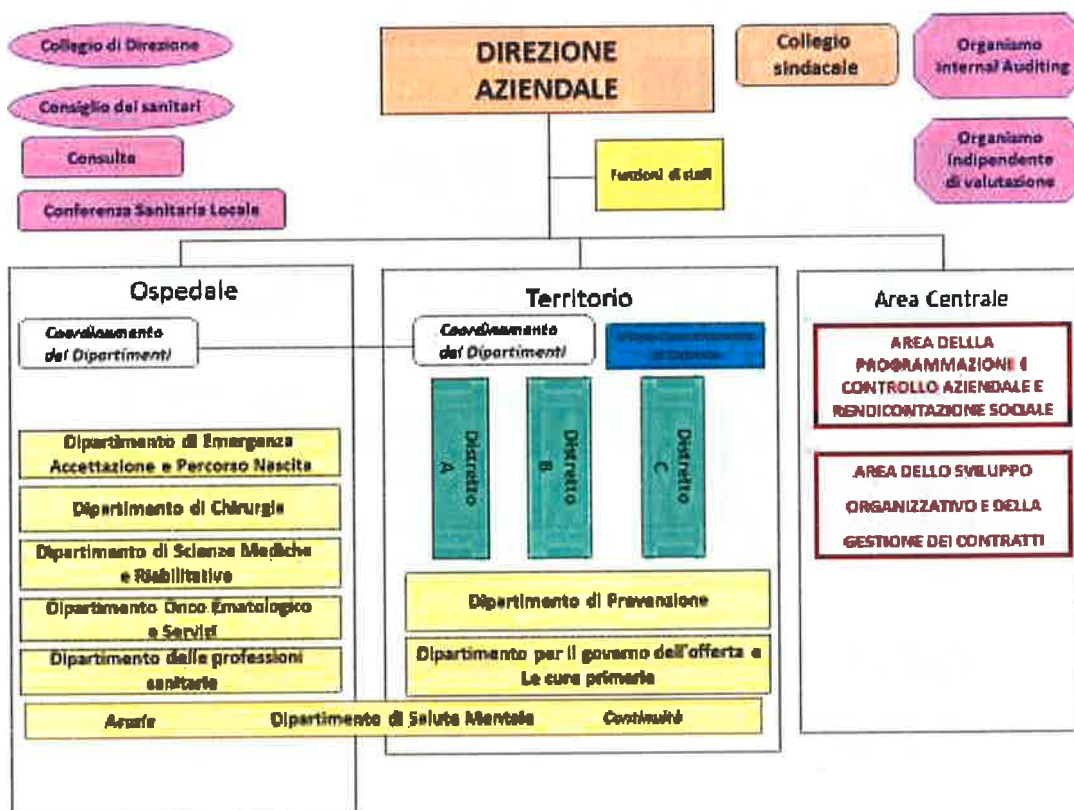 Collegio di Direzione
Consiglio dei sanitari
Consulta
Conferenza Sanitaria Locale
DIREZIONE
AZIENDALE
Collegio
sindacale
Organismo
Internal Auditing
Organismo
Indipendente
di valutazione
Funzioni di staff
Ospedale
Coordinamento
dei Dipartimenti
Dipartimento di Emergenza
Accettazione e Percorso Nascita
Dipartimento di Chirurgia
Dipartimento di Scienze Mediche
e Riabilitative
Dipartimento Onco Ematologico
e Servizi
Dipartimento delle professioni
sanitarie
Territorio
Coordinamento
dei Dipartimenti
Distretto
A
Distretto
B
Distretto
C
Dipartimento di Prevenzione
Dipartimento per il governo dell'offerta e
Le cure primarie
Acuzie Dipartimento di Salute Mentale Continuità
Area Centrale
AREA DELLLA
PROGRAMMAZIONE E
CONTROLLO AZIENDALE E
RENDICONTAZIONE SOCIALE
AREA DELLO SVILUPPO
ORGANIZZATIVO E DELLA
GESTIONE DEI CONTRATTI